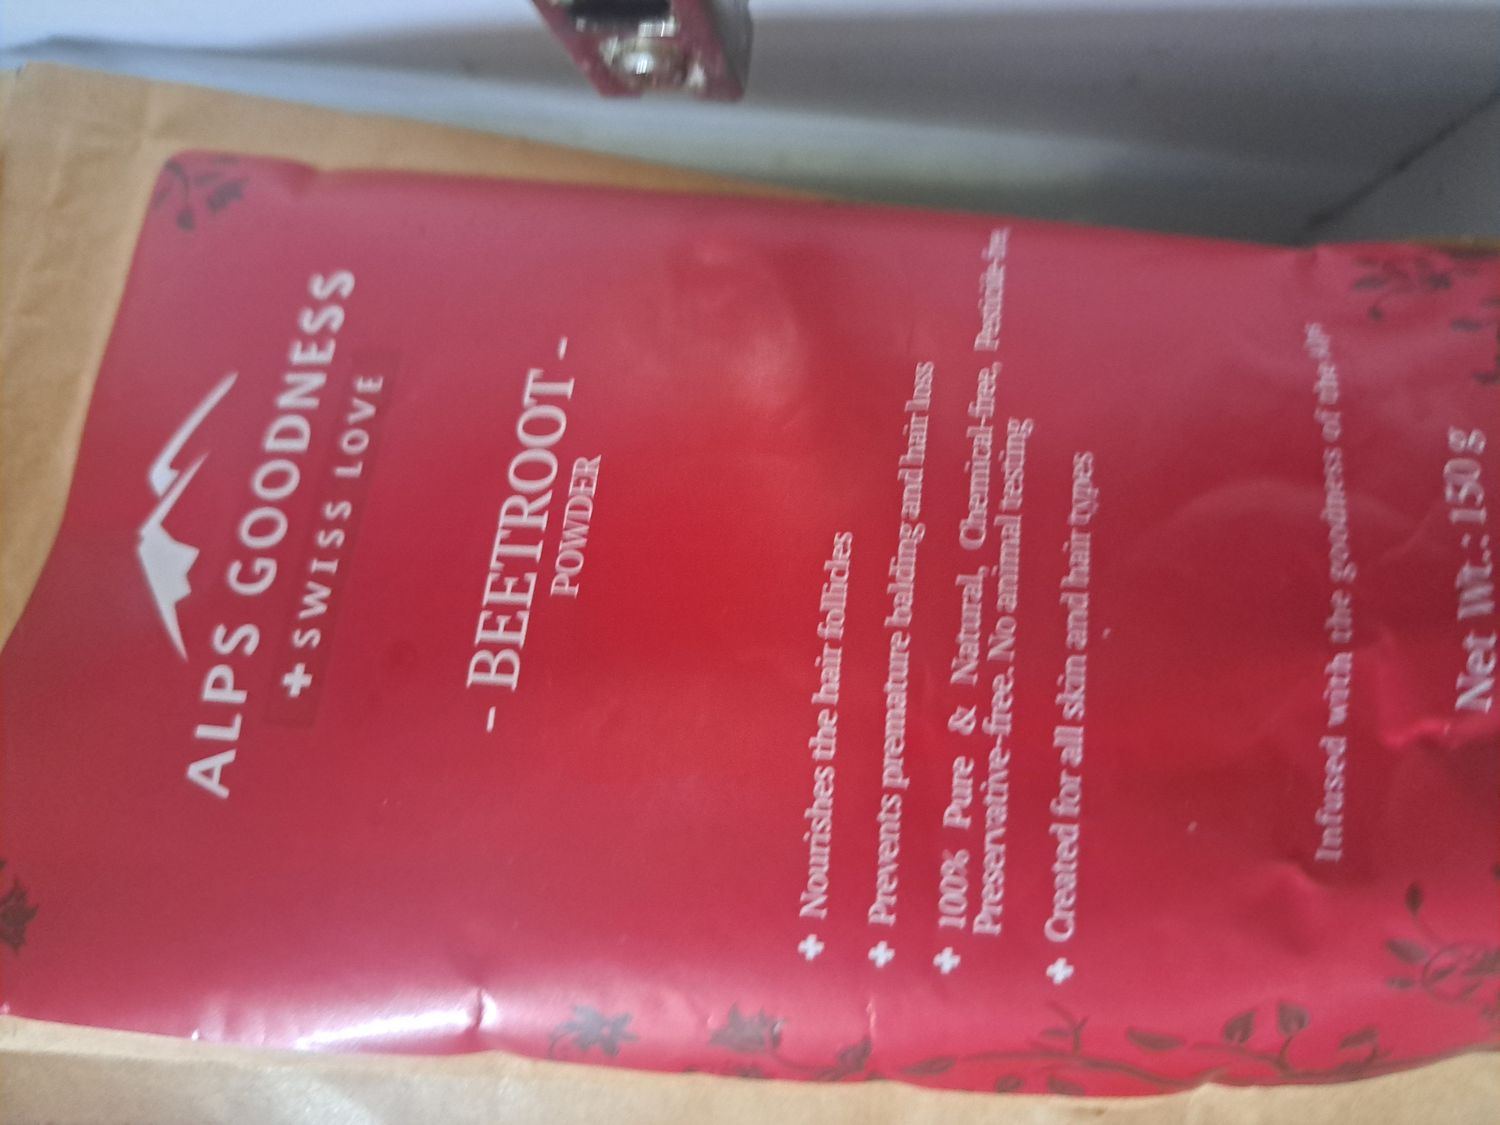 ALPS GOODNESS
+SWISS LOVE
- BEETROOT -
POWDER
+ Nourishes the hair follicles
+ Prevents premature balding and hair loss
+ 100% Pure & Natural, Chemical-free, Pesticide-free,
Preservative-free. No animal testing
+ Created for all skin and hair types
Infused with the goodness of the alps
Net Wt.: 150 g